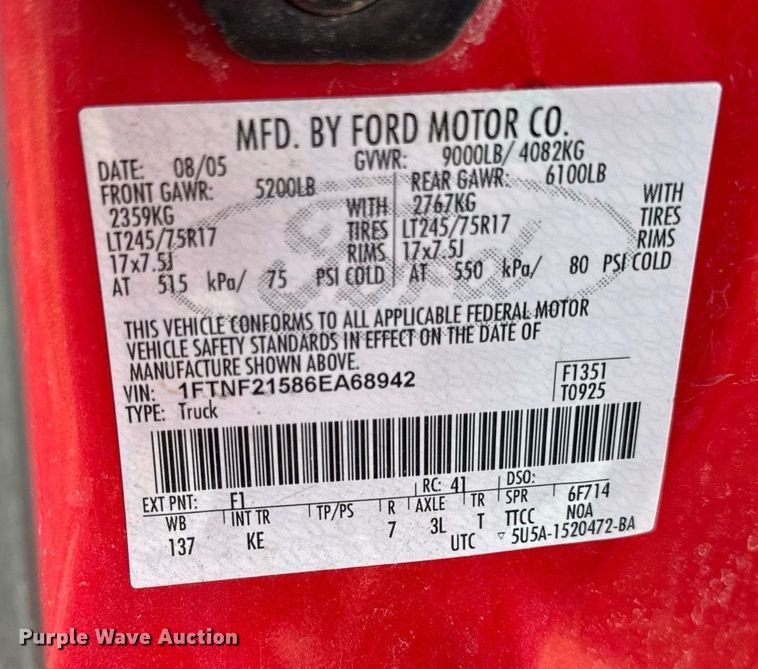 MFD. BY FORD MOTOR CO.
DATE: 08/05 GVWR: 9000LB/ 4082KG
FRONT GAWR: 5200LB REAR GAWR: 6100LB
2359KG WITH 2767KG WITH
LT245/75R17 TIRES LT245/75R17 TIRES
17x7.5J RIMS 17x7.5J RIMS
AT 515 kPa/ 75 PSI COLD AT 550 kPa/ 80 PSI COLD
Ford
THIS VEHICLE CONFORMS TO ALL APPLICABLE FEDERAL MOTOR
VEHICLE SAFETY STANDARDS IN EFFECT ON THE DATE OF
MANUFACTURE SHOWN ABOVE.
VIN: 1FTNF21586EA68942 F1351
TYPE: Truck T0925
EXT PNT: F1 RC: 41 DSO:
WB INT TR TP/PS R AXLE TR SPR 6F714
137 KE 7 3L T TTCC NOA
UTC ▽ 5U5A-1520472-BA
Purple Wave Auction